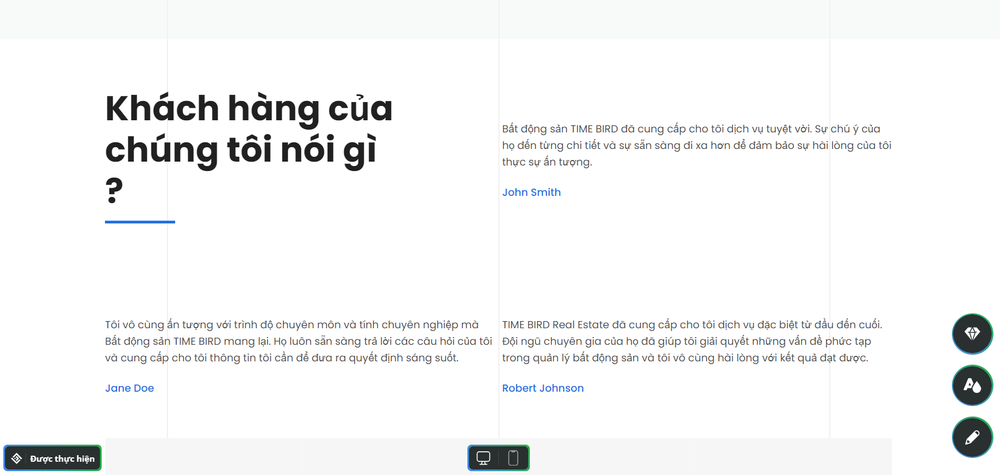 Khách hàng của
chúng tôi nói gì
?
Bất động sản TIME BIRD đã cung cấp cho tôi dịch vụ tuyệt vời. Sự chú ý của
họ đến từng chi tiết và sự sẵn sàng đi xa hơn để đảm bảo sự hài lòng của tôi
thực sự ấn tượng.
John Smith
Tôi vô cùng ấn tượng với trình độ chuyên môn và tính chuyên nghiệp mà
Bất động sản TIME BIRD mang lại. Họ luôn sẵn sàng trả lời các câu hỏi của tôi
và cung cấp cho tôi thông tin tôi cần để đưa ra quyết định sáng suốt.
Jane Doe
TIME BIRD Real Estate đã cung cấp cho tôi dịch vụ đặc biệt từ đầu đến cuối.
Đội ngũ chuyên gia của họ đã giúp tôi giải quyết những vấn đề phức tạp
trong quản lý bất động sản và tôi vô cùng hài lòng với kết quả đạt được.
Robert Johnson
Được thực hiện